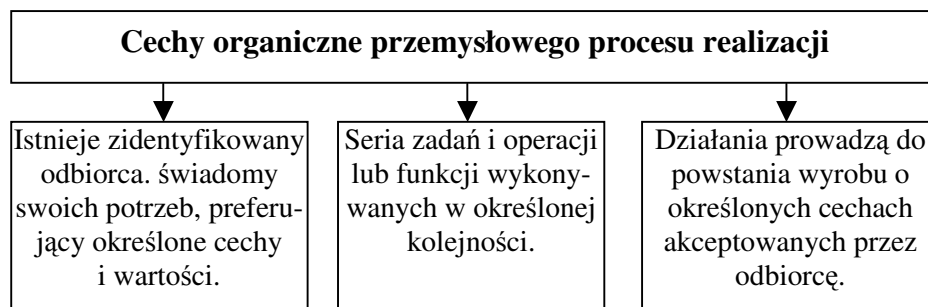 Cechy organiczne przemysłowego procesu realizacji
Istnieje zidentyfikowany
odbiorca. świadomy
swoich potrzeb, preferu-
jący określone cechy
i wartości.
Seria zadań i operacji
lub funkcji wykony-
wanych w określonej
kolejności.
Działania prowadzą do
powstania wyrobu o
określonych cechach
akceptowanych przez
odbiorcę.